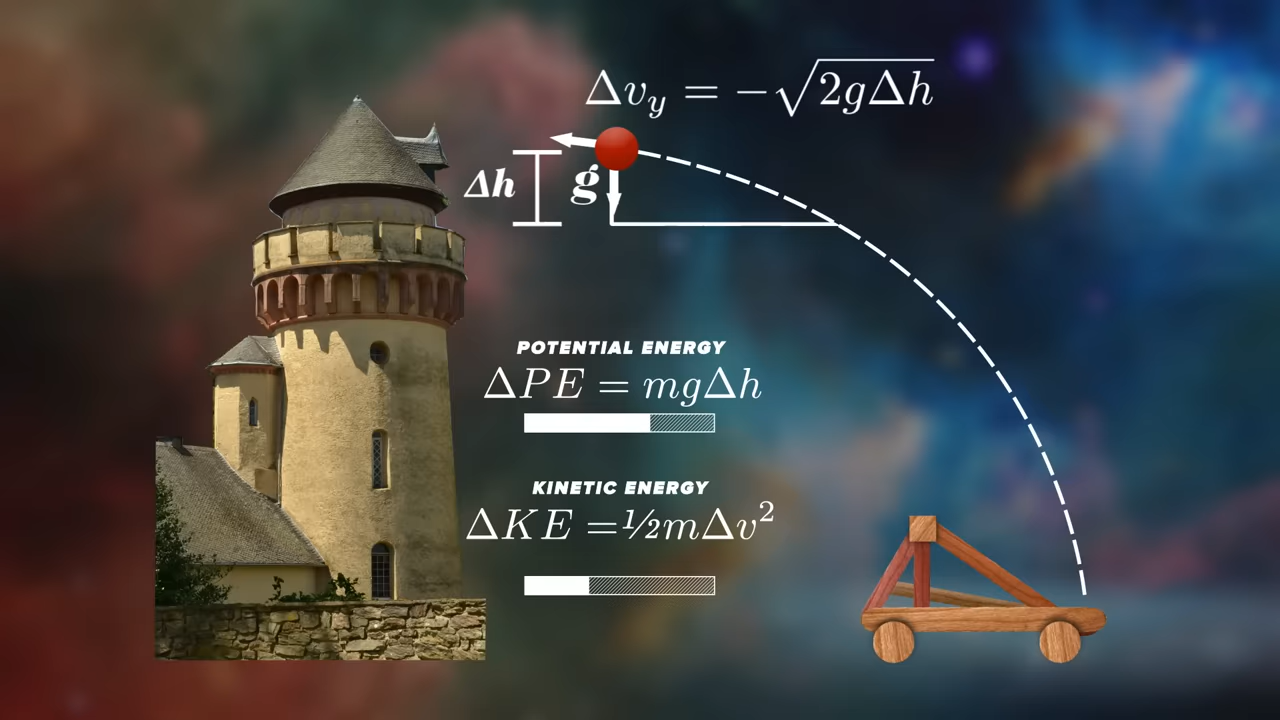 Δv_y = −√2gΔh
Δh
g
POTENTIAL ENERGY
ΔPE = mgΔh
KINETIC ENERGY
ΔKE =½mΔv²